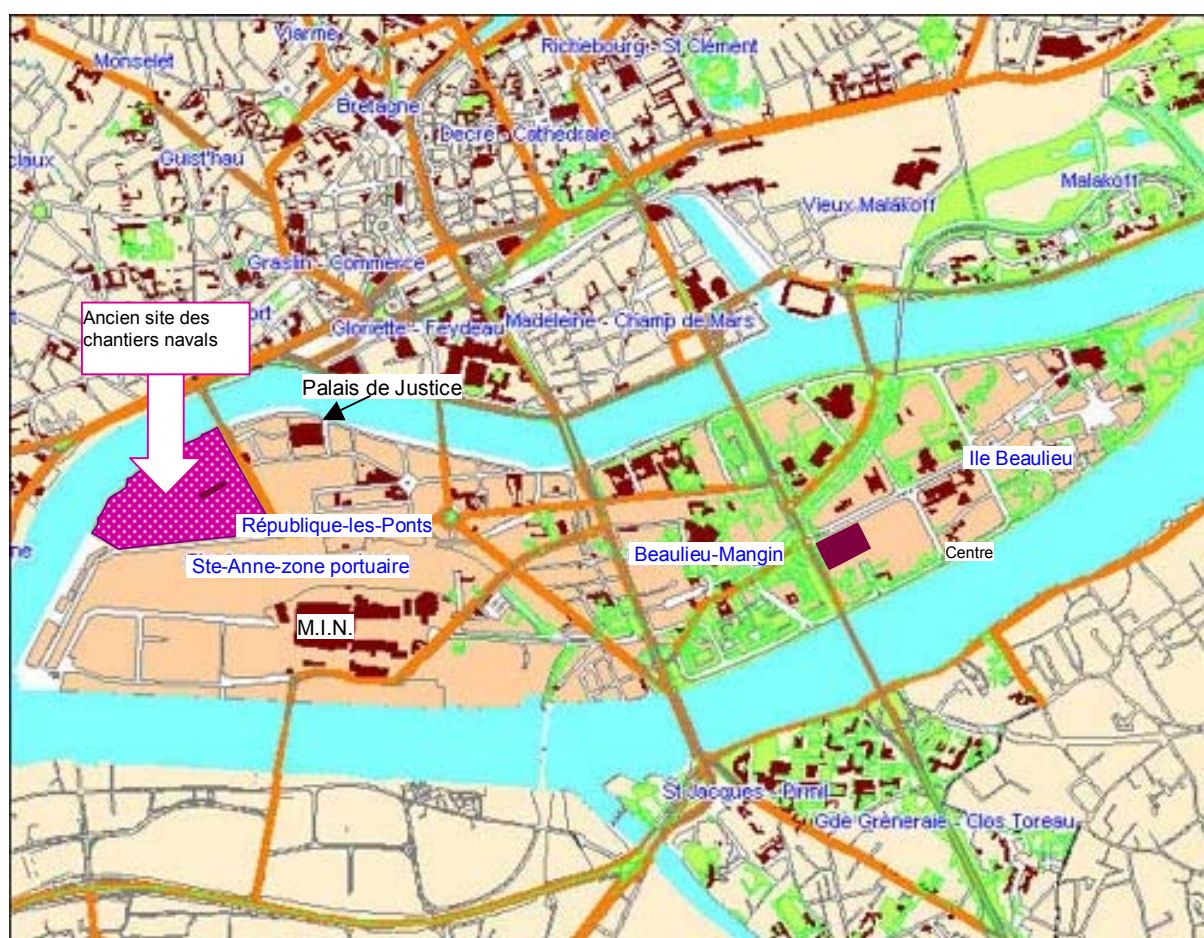 Viarme
Richebourg - St Clément
Monselet
Bretagne
Decré - Cathédrale
Guist'hau
Malakoff
Vieux Malakoff
Graslin - Commerce
Ancien site des
chantiers navals
Gloriette - Feydeau
Madeleine - Champ de Mars
Palais de Justice
Ile Beaulieu
République-les-Ponts
Beaulieu-Mangin
Centre
Ste-Anne-zone portuaire
M.I.N.
St Jacques - Pirmil
Gde Grèneraie - Clos Toreau